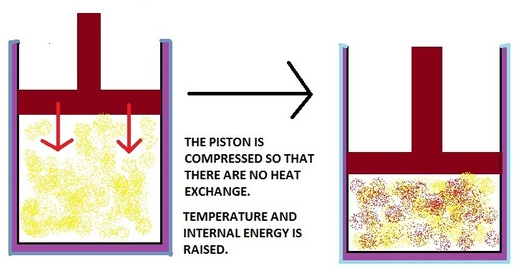 THE PISTON IS
COMPRESSED SO THAT
THERE ARE NO HEAT
EXCHANGE.
TEMPERATURE AND
INTERNAL ENERGY IS
RAISED.